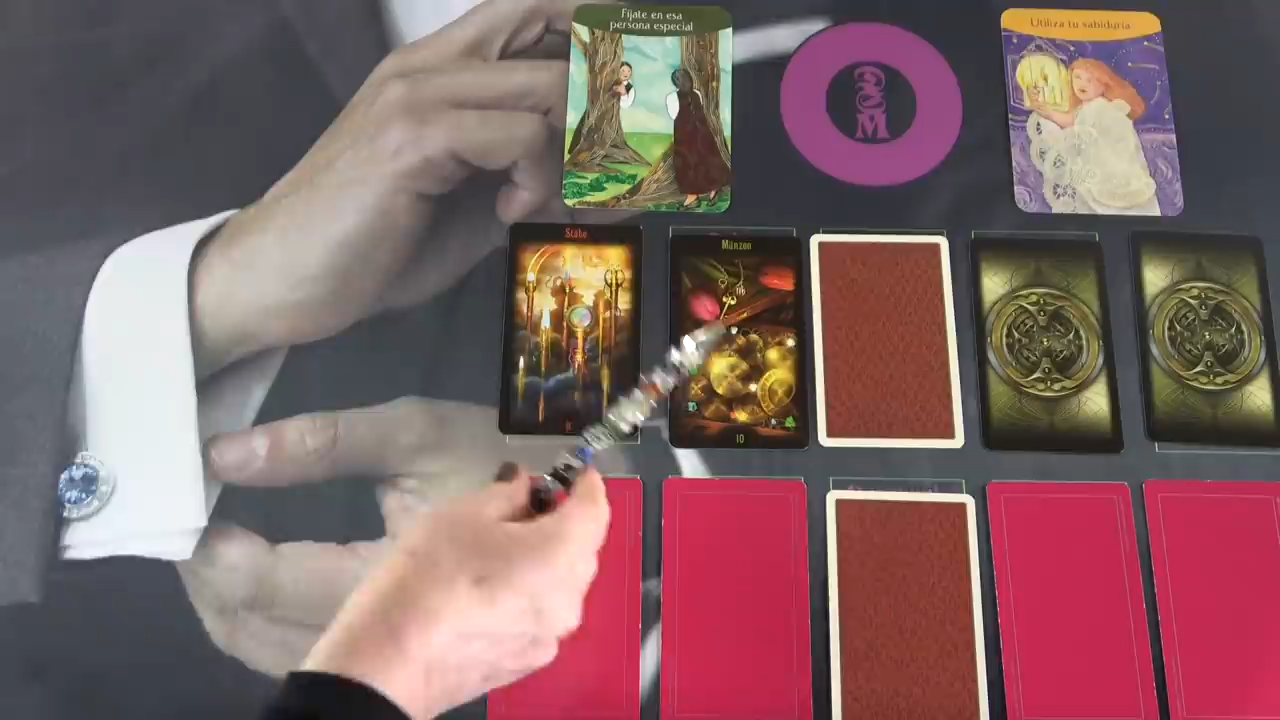 Fíjate en esa
persona especial
Utiliza tu sabiduría
Stäbe
Münzen
10